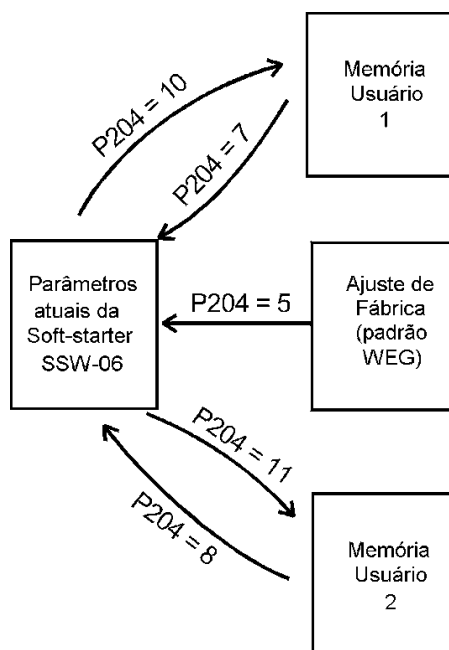 Memória
Usuário
1
P204 = 10
P204 = 7
Parâmetros
atuais da
Soft-starter
SSW-06
P204 = 5
Ajuste de
Fábrica
(padrão
WEG)
P204 = 11
P204 = 8
Memória
Usuário
2